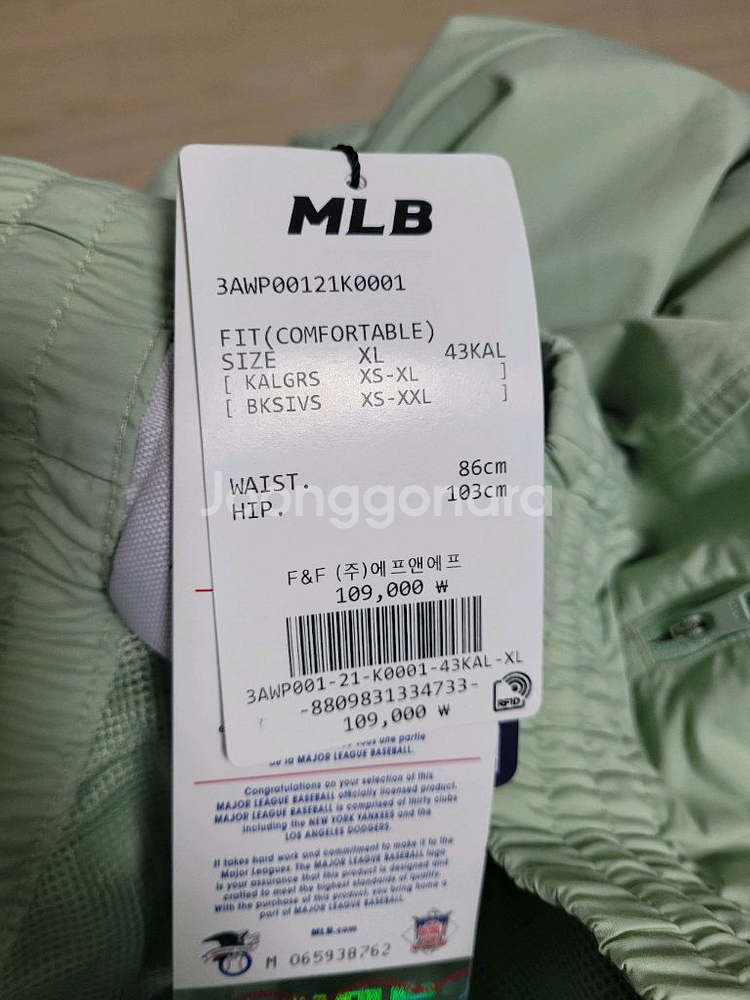 MLB
3AWP00121K0001
FIT(COMFORTABLE)
SIZE XL 43KAL
[ KALGRS XS-XL ]
[ BKSIVS XS-XXL ]
WAIST. 86cm
HIP. 103cm
Joonggonara
F&F (주)에프앤에프
109,000 ₩
3AWP001-21-K0001-43KAL-XL
-8809831334733-
109,000 ₩
RFID
une partie
de la MAJOR LEAGUE BASEBALL.
Congratulations on your selection of this
MAJOR LEAGUE BASEBALL officially licensed product.
MAJOR LEAGUE BASEBALL is comprised of thirty clubs
including the NEW YORK YANKEES and the
LOS ANGELES DODGERS.
It takes hard work and commitment to make it to the
Major Leagues. The MAJOR LEAGUE BASEBALL logo
is your assurance that this product is designed and
crafted to meet the highest standards of quality.
With the purchase of this product, you bring home a
part of MAJOR LEAGUE BASEBALL.
MLB.com
M 065938762